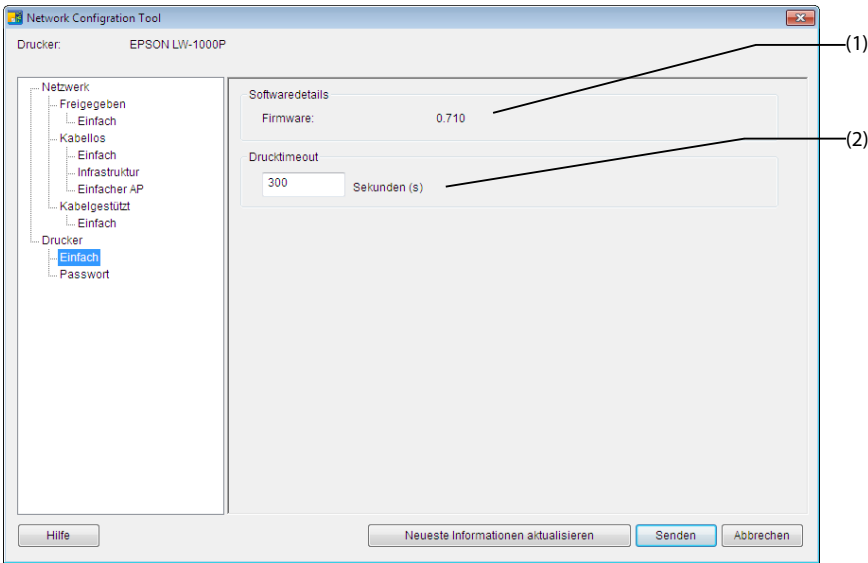 Network Configration Tool
Drucker: EPSON LW-1000P
(1)
Netzwerk
Freigegeben
Einfach
Kabellos
Einfach
Infrastruktur
Einfacher AP
Kabelgestützt
Einfach
Drucker
Einfach
Passwort
Softwaredetails
Firmware: 0.710
(2)
Drucktimeout
300 Sekunden (s)
Hilfe
Neueste Informationen aktualisieren
Senden
Abbrechen